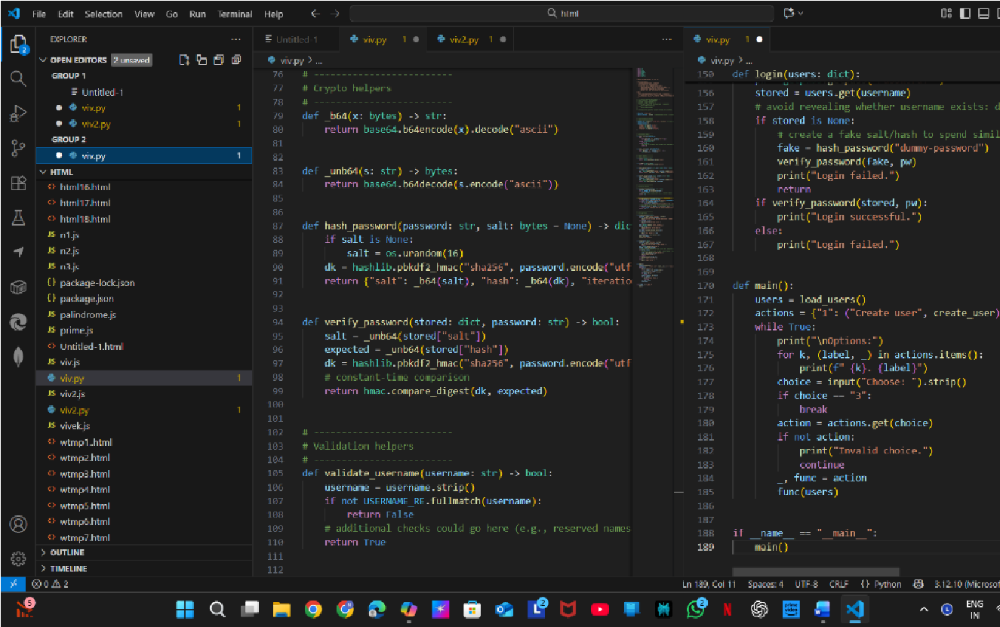 File Edit Selection View Go Run Terminal Help
html
EXPLORER
OPEN EDITORS 2 unsaved
GROUP 1
Untitled-1
viv.py 1
viv2.py 1
GROUP 2
viv.py 1
HTML
html16.html
html17.html
html18.html
JS n1.js
JS n2.js
JS n3.js
{} package-lock.json
{} package.json
JS palindrome.js
JS prime.js
Untitled-1.html
JS viv.js
viv.py 1
JS viv2.js
viv2.py 1
JS vivek.js
wtmp1..html
wtmp2.html
wtmp3.html
wtmp4.html
wtmp5.html
wtmp6.html
wtmp7.html
OUTLINE
TIMELINE
Untitled-1
viv.py 1
viv2.py 1
viv.py > ...
76 # -------------------------
77 # Crypto helpers
78 # -------------------------
79 def _b64(x: bytes) -> str:
80 return base64.b64encode(x).decode("ascii")
81
82
83 def _unb64(s: str) -> bytes:
84 return base64.b64decode(s.encode("ascii"))
85
86
87 def hash_password(password: str, salt: bytes = None) -> dic
88 if salt is None:
89 salt = os.urandom(16)
90 dk = hashlib.pbkdf2_hmac("sha256", password.encode("utf
91 return {"salt": _b64(salt), "hash": _b64(dk), "iteratio
92
93
94 def verify_password(stored: dict, password: str) -> bool:
95 salt = _unb64(stored["salt"])
96 expected = _unb64(stored["hash"])
97 dk = hashlib.pbkdf2_hmac("sha256", password.encode("utf
98 # constant-time comparison
99 return hmac.compare_digest(dk, expected)
100
101
102 # -------------------------
103 # Validation helpers
104 # -------------------------
105 def validate_username(username: str) -> bool:
106 username = username.strip()
107 if not USERNAME_RE.fullmatch(username):
108 return False
109 # additional checks could go here (e.g., reserved names
110 return True
111
112
viv.py 1
viv.py > ...
150 def login(users: dict):
156 stored = users.get(username)
157 # avoid revealing whether username exists: d
158 if stored is None:
159 # create a fake salt/hash to spend simil
160 fake = hash_password("dummy-password")
161 verify_password(fake, pw)
162 print("Login failed.")
163 return
164 if verify_password(stored, pw):
165 print("Login successful.")
166 else:
167 print("Login failed.")
168
169
170 def main():
171 users = load_users()
172 actions = {"1": ("Create user", create_user)
173 while True:
174 print("\nOptions:")
175 for k, (label, _) in actions.items():
176 print(f" {k}. {label}")
177 choice = input("Choose: ").strip()
178 if choice == "3":
179 break
180 action = actions.get(choice)
181 if not action:
182 print("Invalid choice.")
183 continue
184 _, func = action
185 func(users)
186
187
188 if __name__ == "__main__":
189 main()
0 2
Ln 189, Col 11 Spaces: 4 UTF-8 CRLF {} Python 3.12.10 (Microsof
5
2
2
ENG
IN